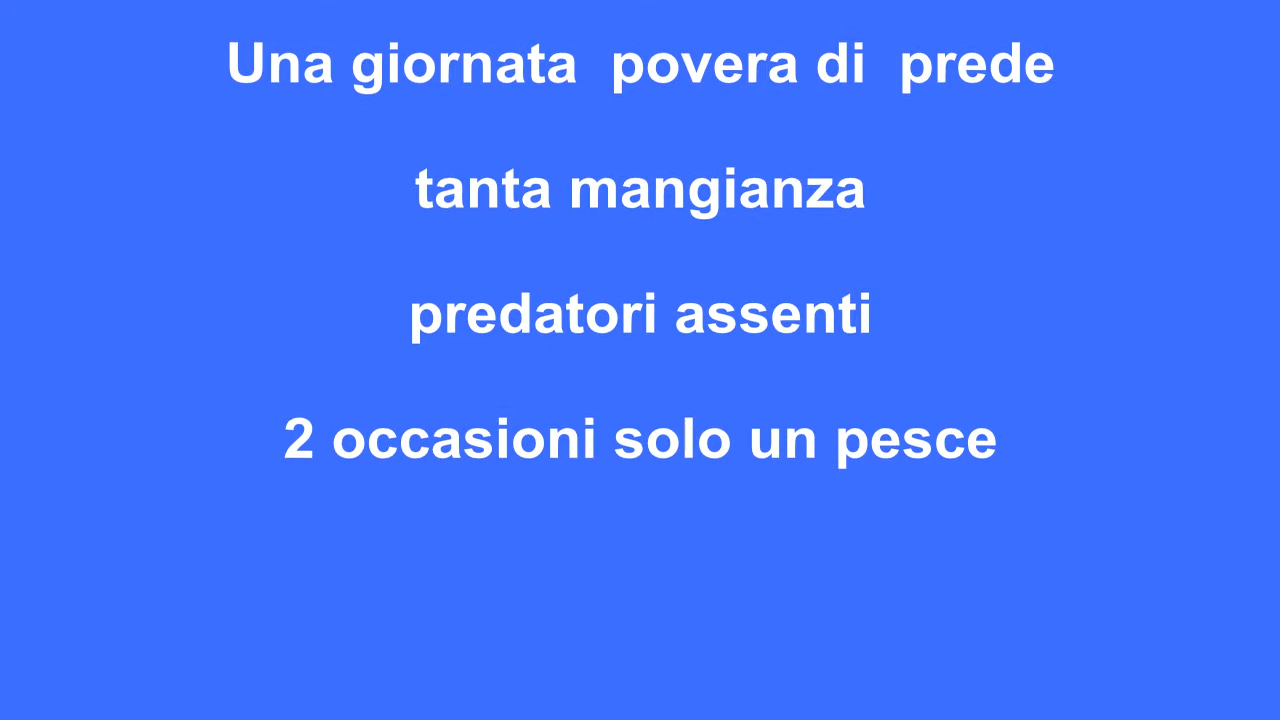 Una giornata  povera di  prede
tanta mangianza
predatori assenti
2 occasioni solo un pesce